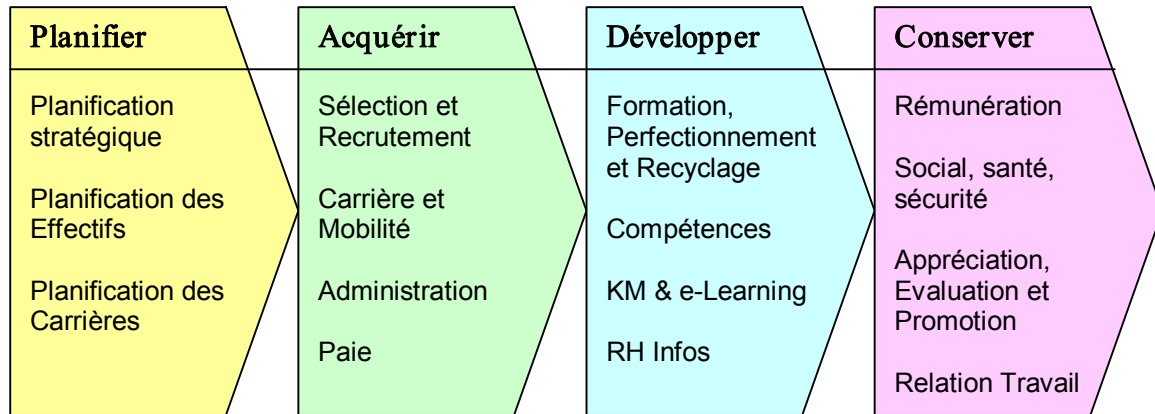 Planifier
Planification
stratégique
Planification des
Effectifs
Planification des
Carrières
Acquérir
Sélection et
Recrutement
Carrière et
Mobilité
Administration
Paie
Développer
Formation,
Perfectionnement
et Recyclage
Compétences
KM & e-Learning
RH Infos
Conserver
Rémunération
Social, santé,
sécurité
Appréciation,
Evaluation et
Promotion
Relation Travail